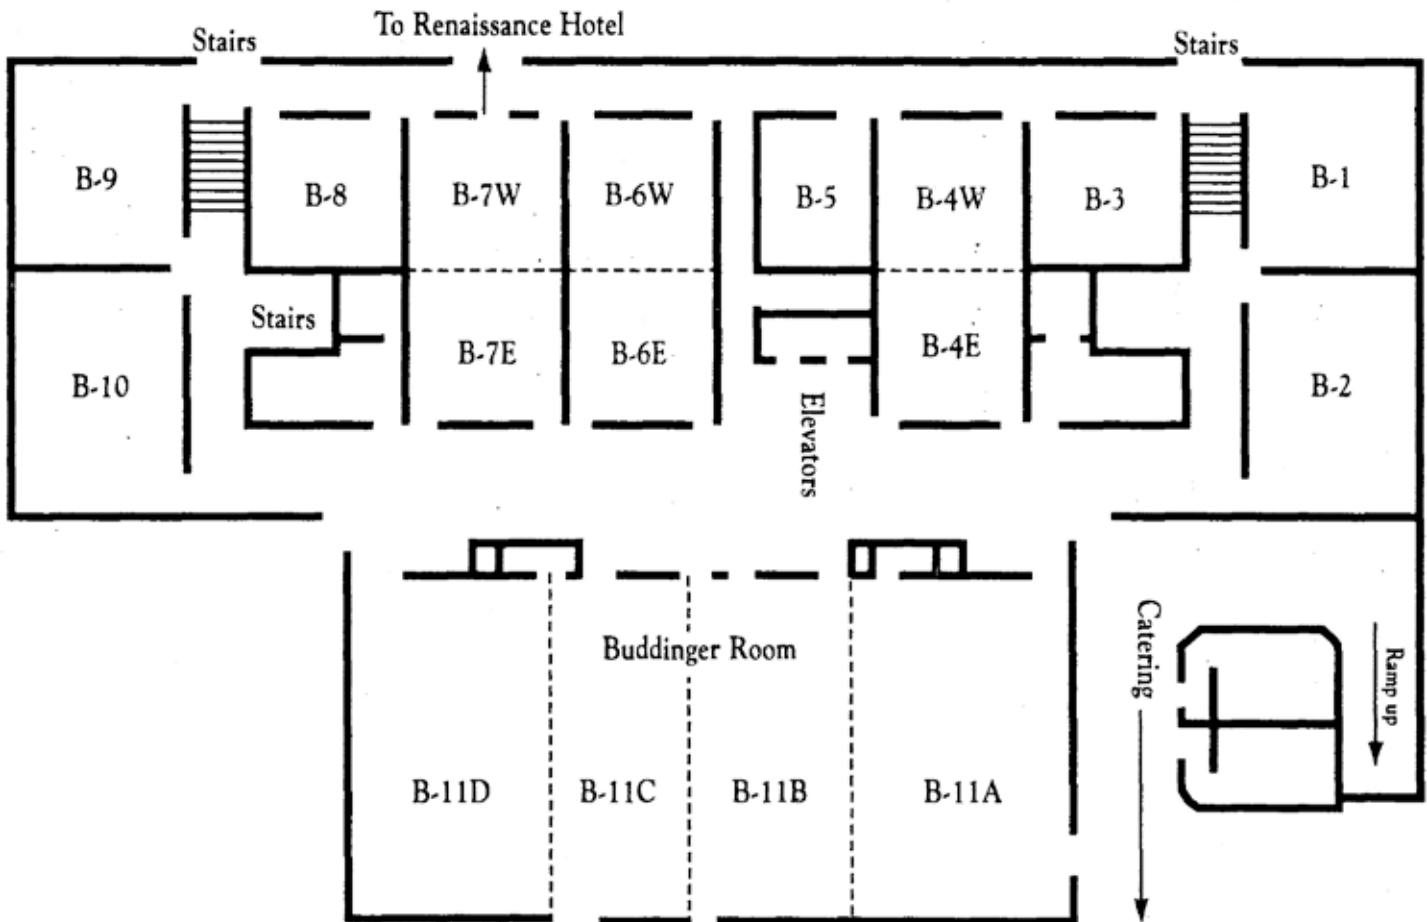 To Renaissance Hotel
Stairs
Stairs
B-9
B-8
B-7W
B-6W
B-5
B-4W
B-3
B-1
Stairs
B-7E
B-6E
B-4E
B-10
B-2
Elevators
Buddinger Room
Catering
Ramp up
B-11D
B-11C
B-11B
B-11A